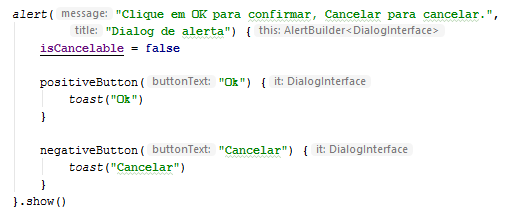 alert( message: "Clique em OK para confirmar, Cancelar para cancelar.",
title: "Dialog de alerta") { this: AlertBuilder<DialogInterface>
isCancelable = false
positiveButton( buttonText: "Ok") { it: DialogInterface
toast("Ok")
}
negativeButton( buttonText: "Cancelar") { it: DialogInterface
toast("Cancelar")
}
}.show()